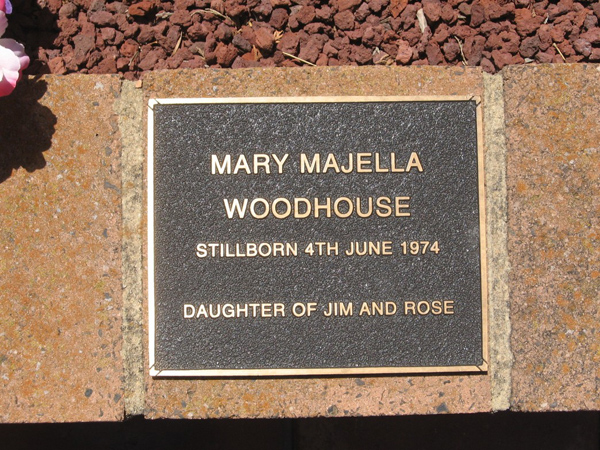 MARY MAJELLA
WOODHOUSE
STILLBORN 4TH JUNE 1974
DAUGHTER OF JIM AND ROSE